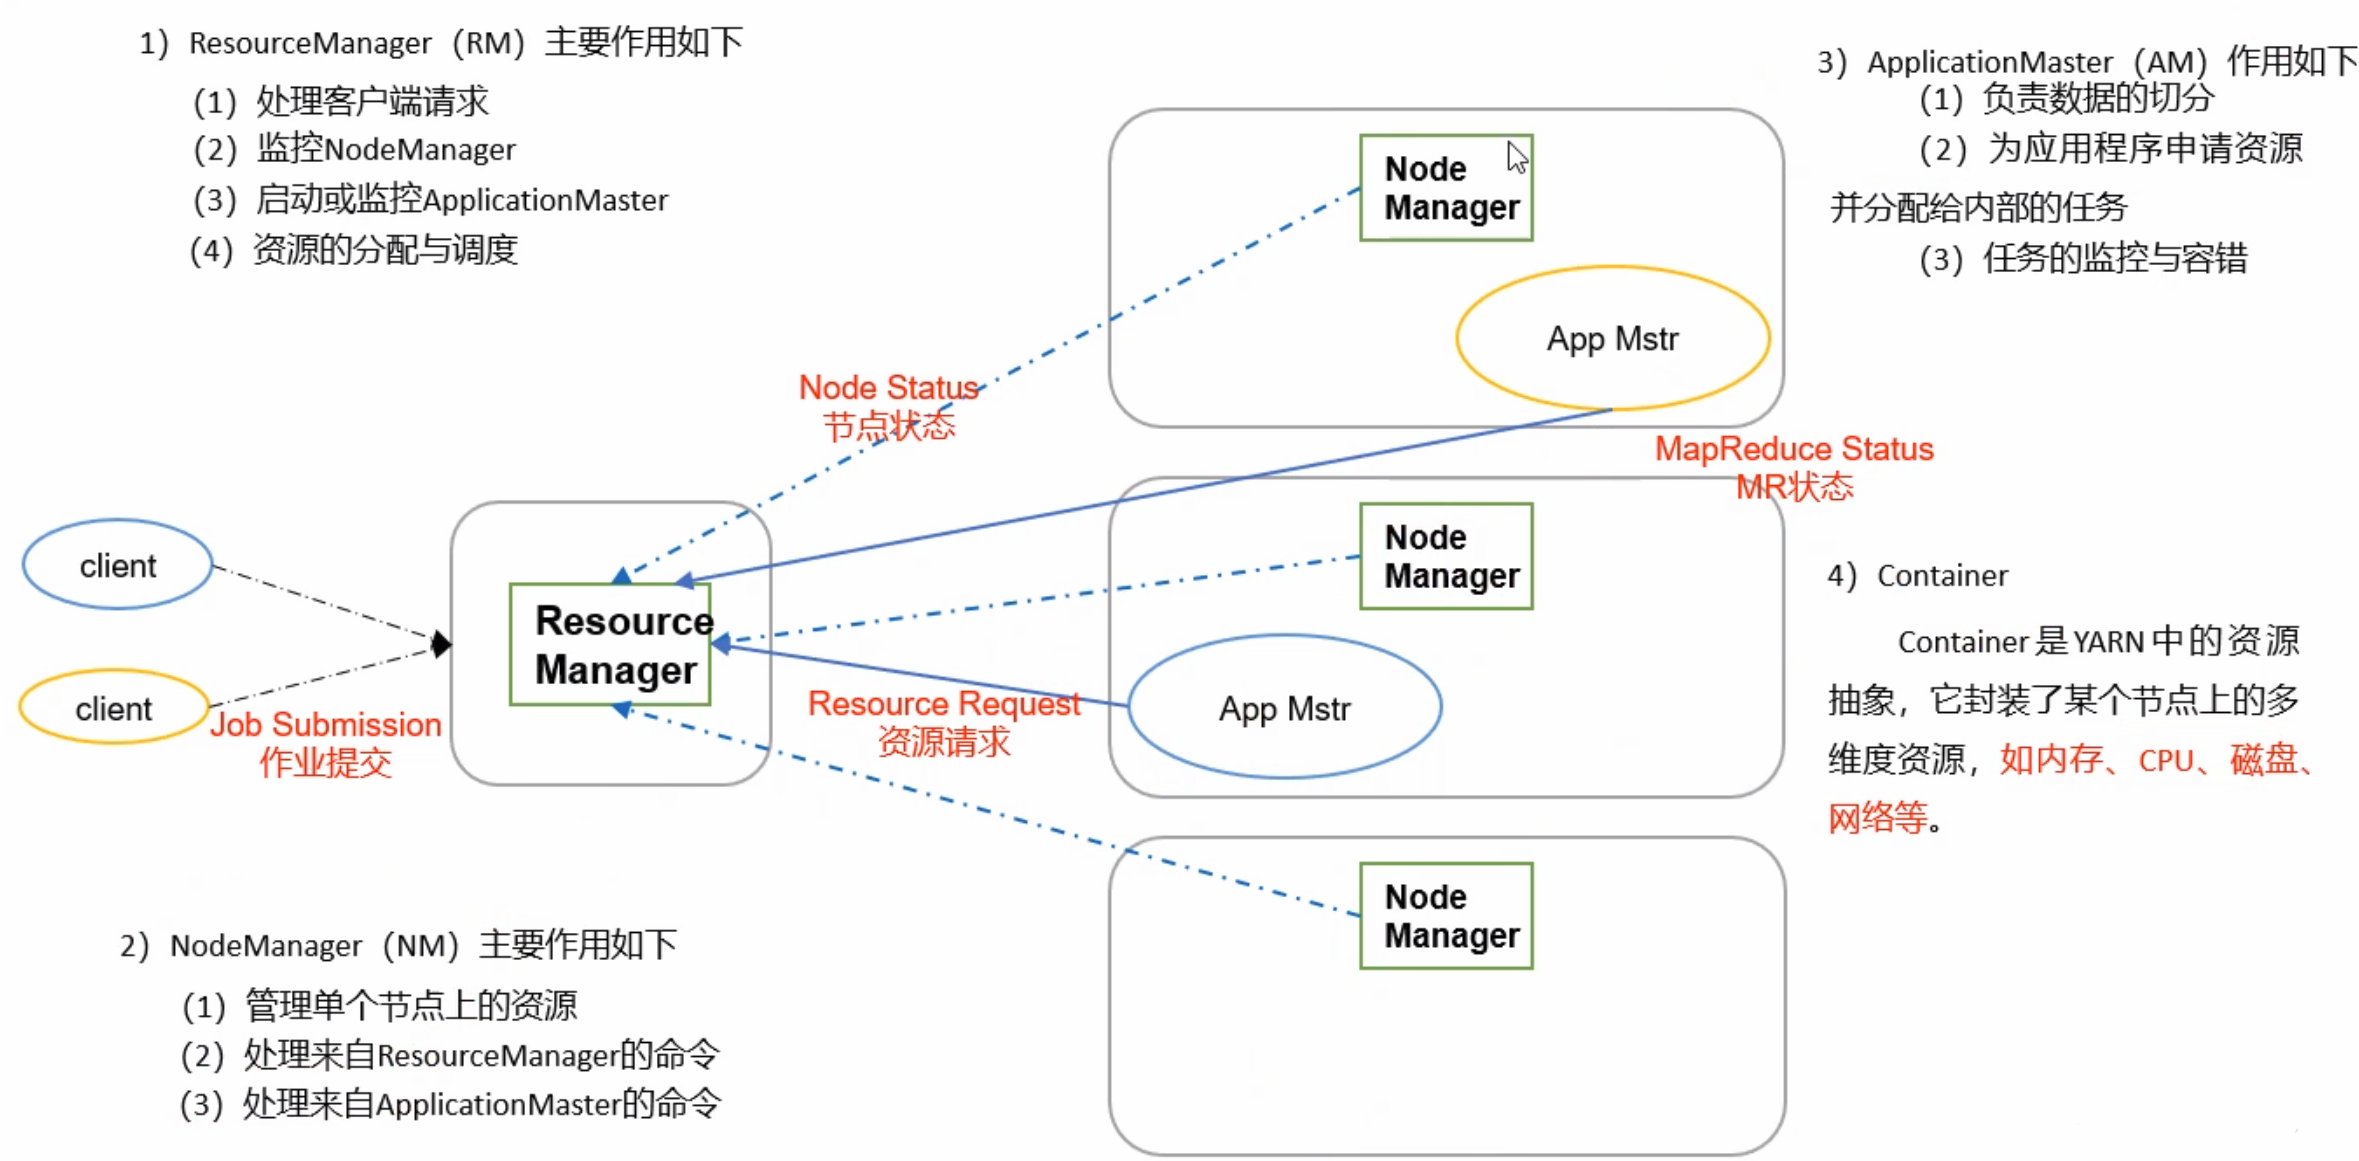 1）ResourceManager（RM）主要作用如下
（1）处理客户端请求
（2）监控NodeManager
（3）启动或监控ApplicationMaster
（4）资源的分配与调度
3）ApplicationMaster（AM）作用如下
（1）负责数据的切分
（2）为应用程序申请资源
并分配给内部的任务
（3）任务的监控与容错
Node
Manager
App Mstr
Node Status
节点状态
MapReduce Status
MR状态
client
client
Job Submission
作业提交
Resource
Manager
Node
Manager
App Mstr
Resource Request
资源请求
4）Container
Container是YARN中的资源
抽象，它封装了某个节点上的多
维度资源，如内存、CPU、磁盘、
网络等。
Node
Manager
2）NodeManager（NM）主要作用如下
（1）管理单个节点上的资源
（2）处理来自ResourceManager的命令
（3）处理来自ApplicationMaster的命令